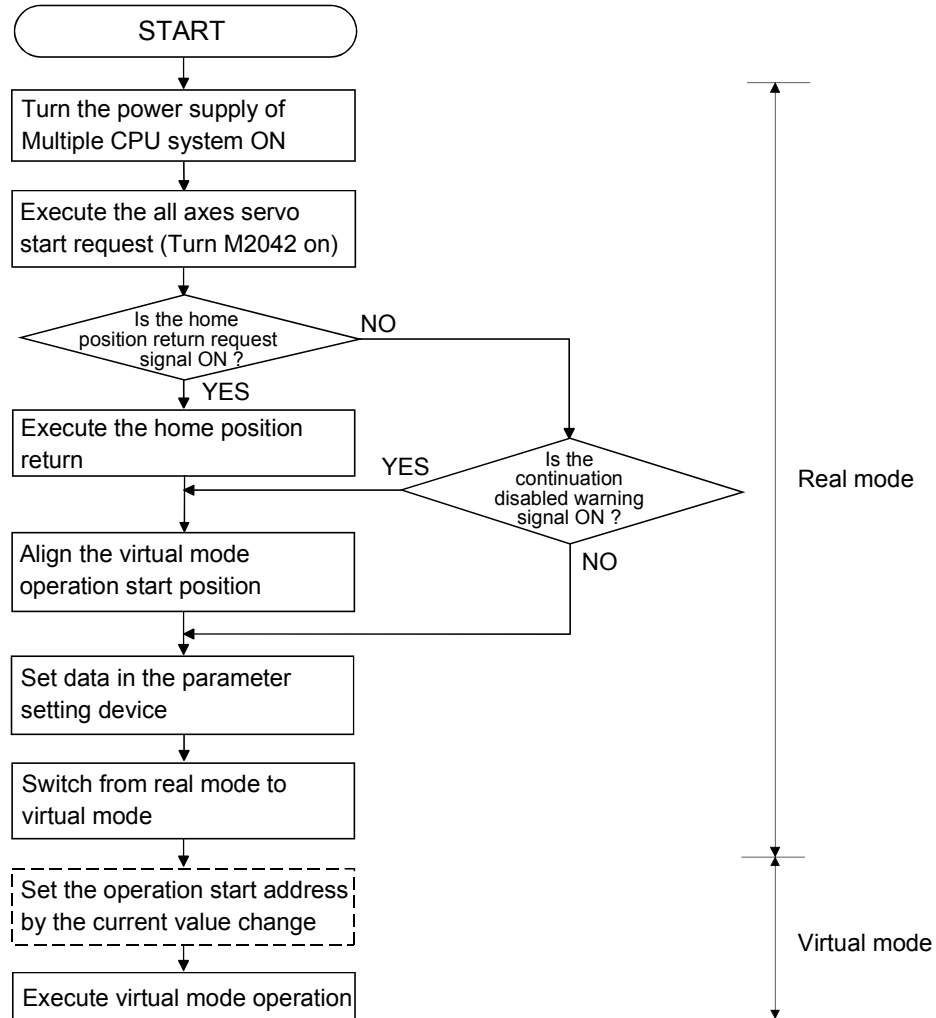 START
Turn the power supply of
Multiple CPU system ON
Execute the all axes servo
start request (Turn M2042 on)
Is the home
position return request
signal ON ?
NO
YES
Execute the home position
return
YES
Is the
continuation
disabled warning
signal ON ?
NO
Real mode
Align the virtual mode
operation start position
Set data in the parameter
setting device
Switch from real mode to
virtual mode
Set the operation start address
by the current value change
Virtual mode
Execute virtual mode operation